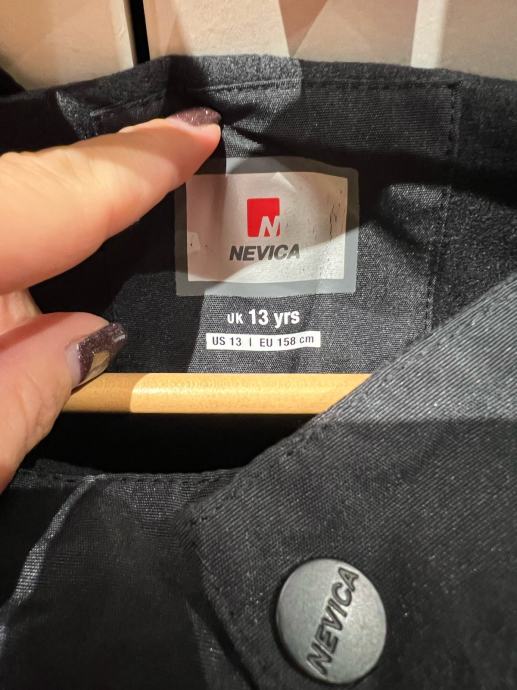 N
NEVICA
UK 13 yrs
US 13 | EU 158 cm
NEVICA